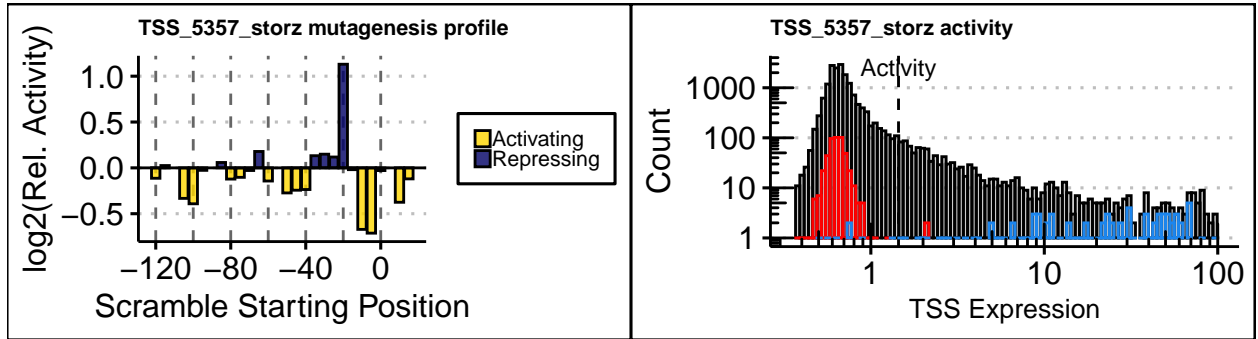 TSS_5357_storz mutagenesis profile
log2(Rel. Activity)
1.0
0.5
0.0
−0.5
−120
−80
−40
0
Scramble Starting Position
Activating
Repressing
TSS_5357_storz activity
Activity
Count
1000
100
10
1
1
10
100
TSS Expression